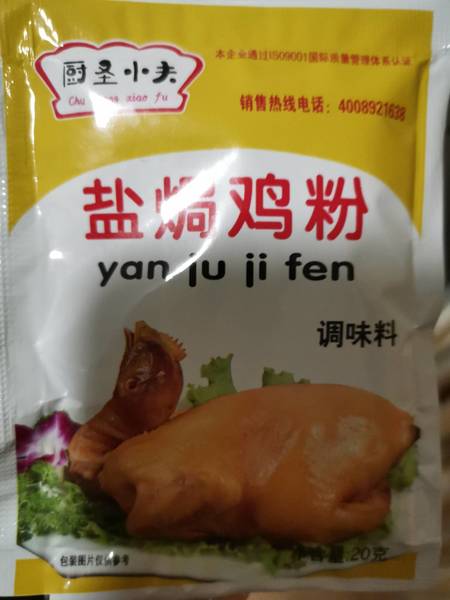 本企业通过ISO9001国际质量管理体系认证
厨圣小夫
Chu xiao fu
销售热线电话：4008921638
盐焗鸡粉
yan ju ji fen
调味料
净含量:20克
包装图片仅供参考